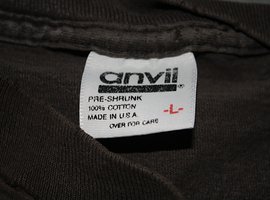 anvil
PRE-SHRUNK
100% COTTON
MADE IN U.S.A.
-L-
OVER FOR CARE